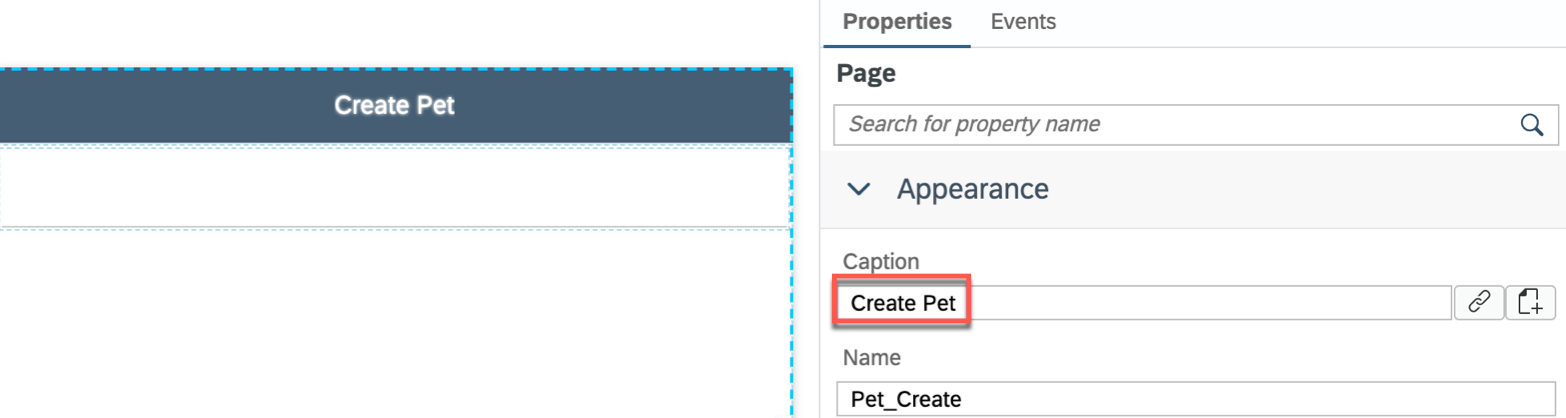 Create Pet
Properties Events
Page
Search for property name
Appearance
Caption
Create Pet
Name
Pet_Create